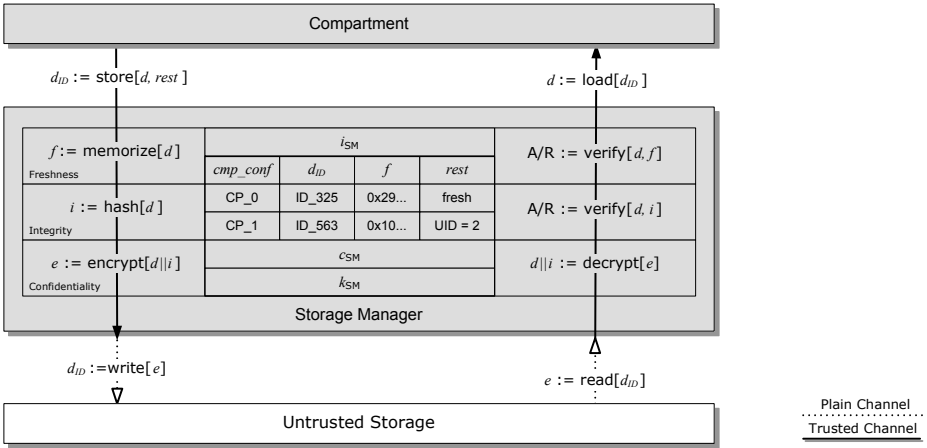 Compartment
d_ID := store[d, rest ]
d := load[d_ID ]
f := memorize[d]
Freshness
i_SM
A/R := verify[d, f]
cmp_conf d_ID f rest
CP_0 ID_325 0x29... fresh
i := hash[d ]
Integrity
A/R := verify[d, i]
CP_1 ID_563 0x10... UID = 2
e := encrypt[d||i]
Confidentiality
c_SM
k_SM
d||i := decrypt[e]
Storage Manager
d_ID :=write[e]
e := read[d_ID]
Untrusted Storage
Plain Channel
Trusted Channel